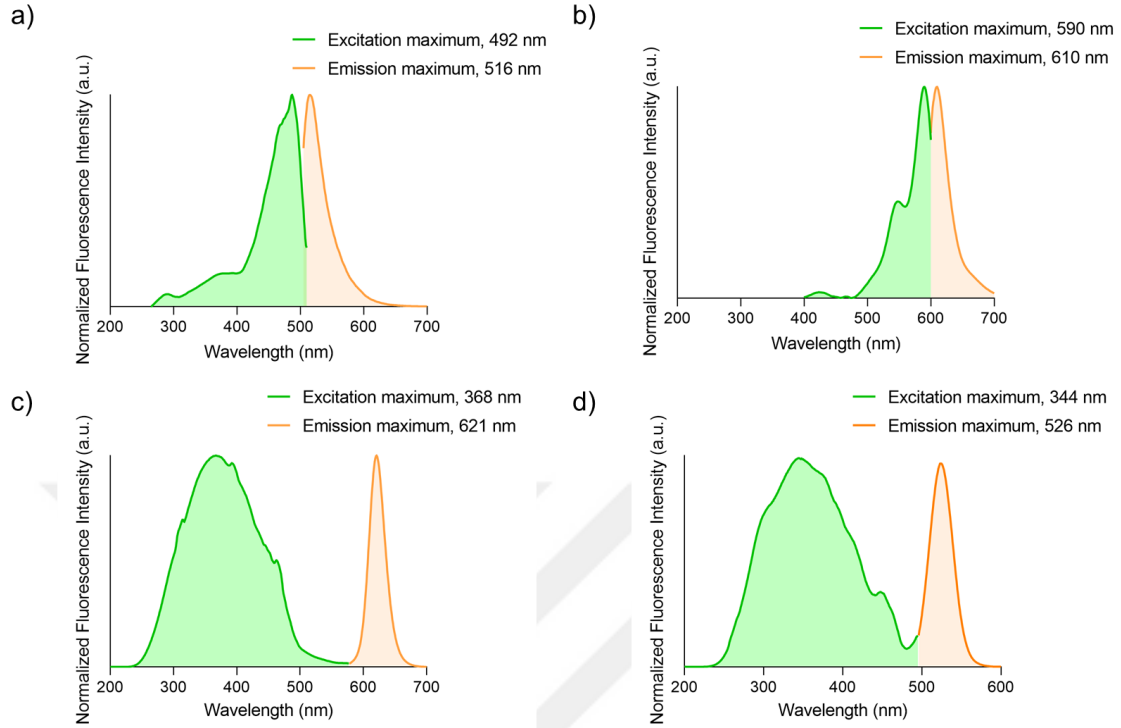 a)
Excitation maximum, 492 nm
Emission maximum, 516 nm
Normalized Fluorescence Intensity (a.u.)
200 300 400 500 600 700
Wavelength (nm)
b)
Excitation maximum, 590 nm
Emission maximum, 610 nm
Normalized Fluorescence Intensity (a.u.)
200 300 400 500 600 700
Wavelength (nm)
c)
Excitation maximum, 368 nm
Emission maximum, 621 nm
Normalized Fluorescence Intensity (a.u.)
200 300 400 500 600 700
Wavelength (nm)
d)
Excitation maximum, 344 nm
Emission maximum, 526 nm
Normalized Fluorescence Intensity (a.u.)
200 300 400 500 600
Wavelength (nm)